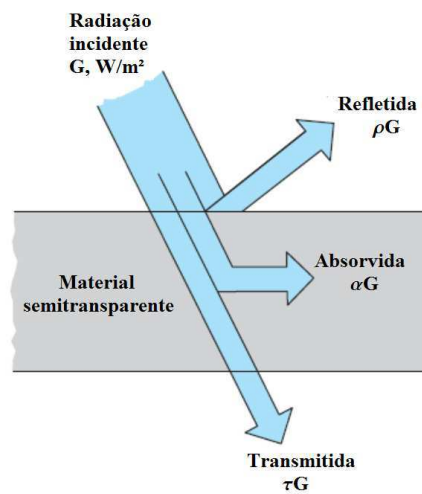 Radiação
incidente
G, W/m²
Refletida
ρG
Absorvida
αG
Material
semitransparente
Transmitida
τG